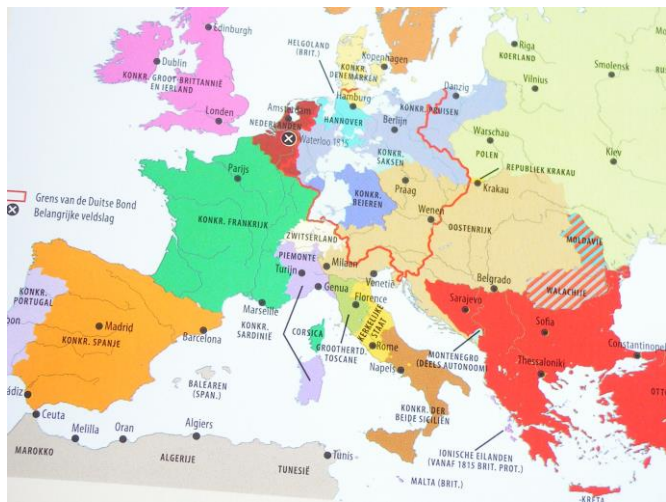 Edinburgh
Dublin
KONKR. GROOT-BRITTANNIË
EN IERLAND
Londen
HELGOLAND
(BRIT.)
Kopenhagen
KONKR.
DENEMARKEN
Riga
KOERLAND
Vilnius
Smolensk
Danzig
Hamburg
HANNOVER
Amsterdam
NEDERLANDEN
Waterloo 1815
Berlijn
KONKR. PRUISEN
KONKR.
SAKSEN
Warschau
POLEN
Kiev
REPUBLIEK KRAKAU
Krakau
Parijs
Praag
KONKR.
BEIEREN
Wenen
OOSTENRIJK
Grens van de Duitse Bond
Belangrijke veldslag
KONKR. FRANKRIJK
ZWITSERLAND
MOLDAVIË
WALACHIJE
PIEMONTE
Milaan
Turijn
Venetië
Genua
Belgrado
Sarajevo
KONKR.
PORTUGAL
Marseille
Florence
KERKELIJKE
STAAT
KONKR.
SARDINIË
CORSICA
GROOTHERTD.
TOSCANE
Madrid
KONKR. SPANJE
Barcelona
Rome
Napels
MONTENEGRO
(DEELS AUTONOOM)
Sofia
Constantinopel
Thessaloniki
OTTO
BALEAREN
(SPAN.)
KONKR. DER
BEIDE SICILIËN
Ceuta
Melilla
Oran
Algiers
Tunis
IONISCHE EILANDEN
(VANAF 1815 BRIT. PROT.)
MAROKKO
ALGERIJE
TUNESIË
MALTA (BRIT.)
KRETA